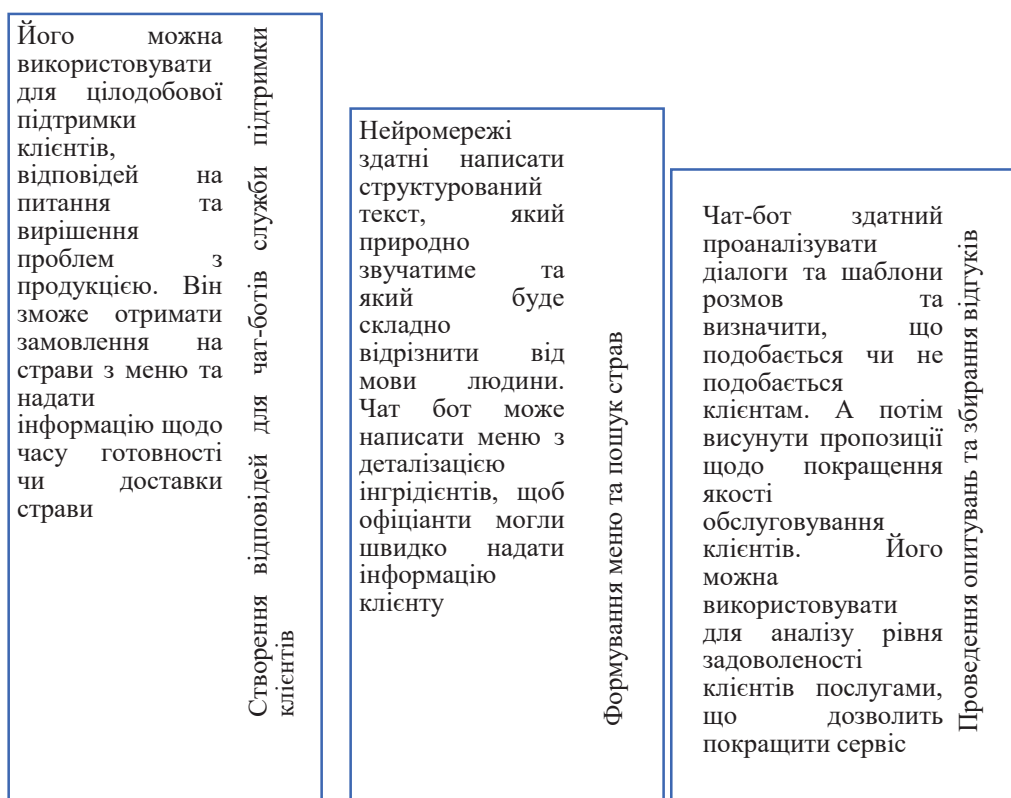 Його можна
використовувати
для цілодобової
підтримки
клієнтів,
відповідей на
питання та
вирішення
проблем з
продукцією. Він
зможе отримати
замовлення на
страви з меню та
надати
інформацію щодо
часу готовності
чи доставки
страви
Створення відповідей для чат-ботів служби підтримки
клієнтів
Нейромережі
здатні написати
структурований
текст, який
природно
звучатиме та
який буде
складно
відрізнити від
мови людини.
Чат бот може
написати меню з
деталізацією
інгрідієнтів, щоб
офіціанти могли
швидко надати
інформацію
клієнту
Формування меню та пошук страв
Чат-бот здатний
проаналізувати
діалоги та шаблони
розмов та
визначити, що
подобається чи не
подобається
клієнтам. А потім
висунути пропозиції
щодо покращення
якості
обслуговування
клієнтів. Його
можна
використовувати
для аналізу рівня
задоволеності
клієнтів послугами,
що дозволить
покращити сервіс
Проведення опитувань та збирання відгуків